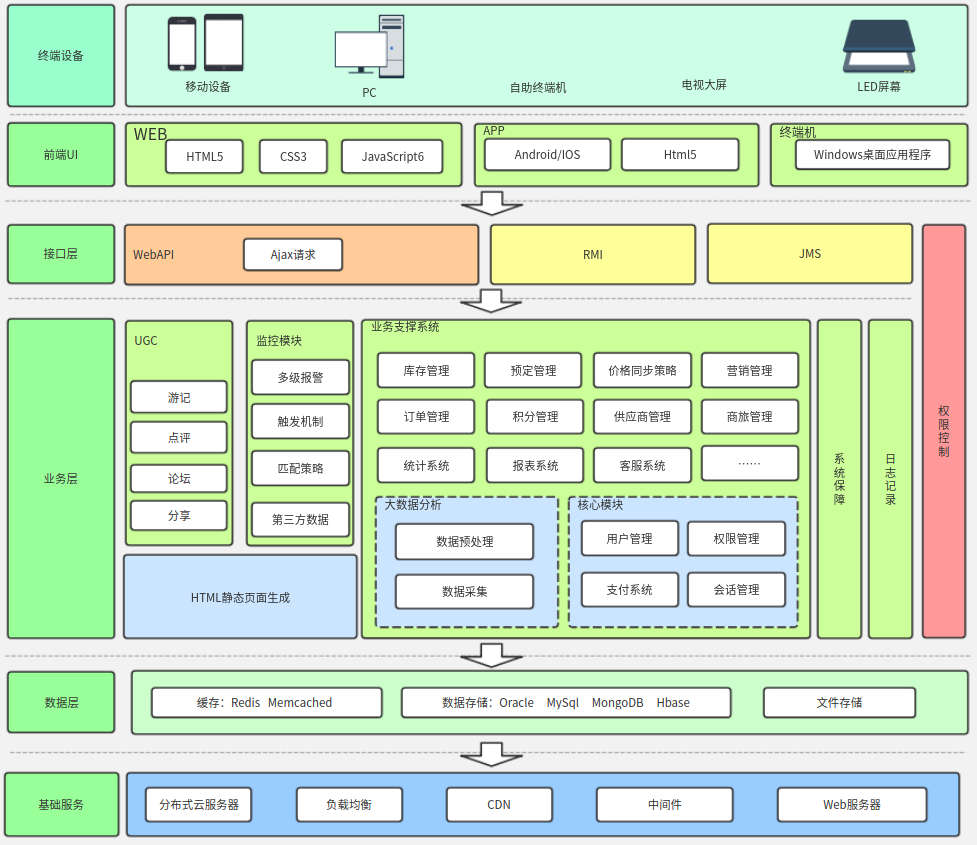 终端设备
移动设备
PC
自助终端机
电视大屏
LED屏幕
前端UI
WEB
HTML5
CSS3
JavaScript6
APP
Android/IOS
Html5
终端机
Windows桌面应用程序
接口层
WebAPI
Ajax请求
RMI
JMS
权限控制
业务层
UGC
游记
点评
论坛
分享
监控模块
多级报警
触发机制
匹配策略
第三方数据
HTML静态页面生成
业务支撑系统
库存管理
预定管理
价格同步策略
营销管理
订单管理
积分管理
供应商管理
商旅管理
统计系统
报表系统
客服系统
……
大数据分析
数据预处理
数据采集
核心模块
用户管理
权限管理
支付系统
会话管理
系统保障
日志记录
数据层
缓存：Redis Memcached
数据存储：Oracle MySql MongoDB Hbase
文件存储
基础服务
分布式云服务器
负载均衡
CDN
中间件
Web服务器